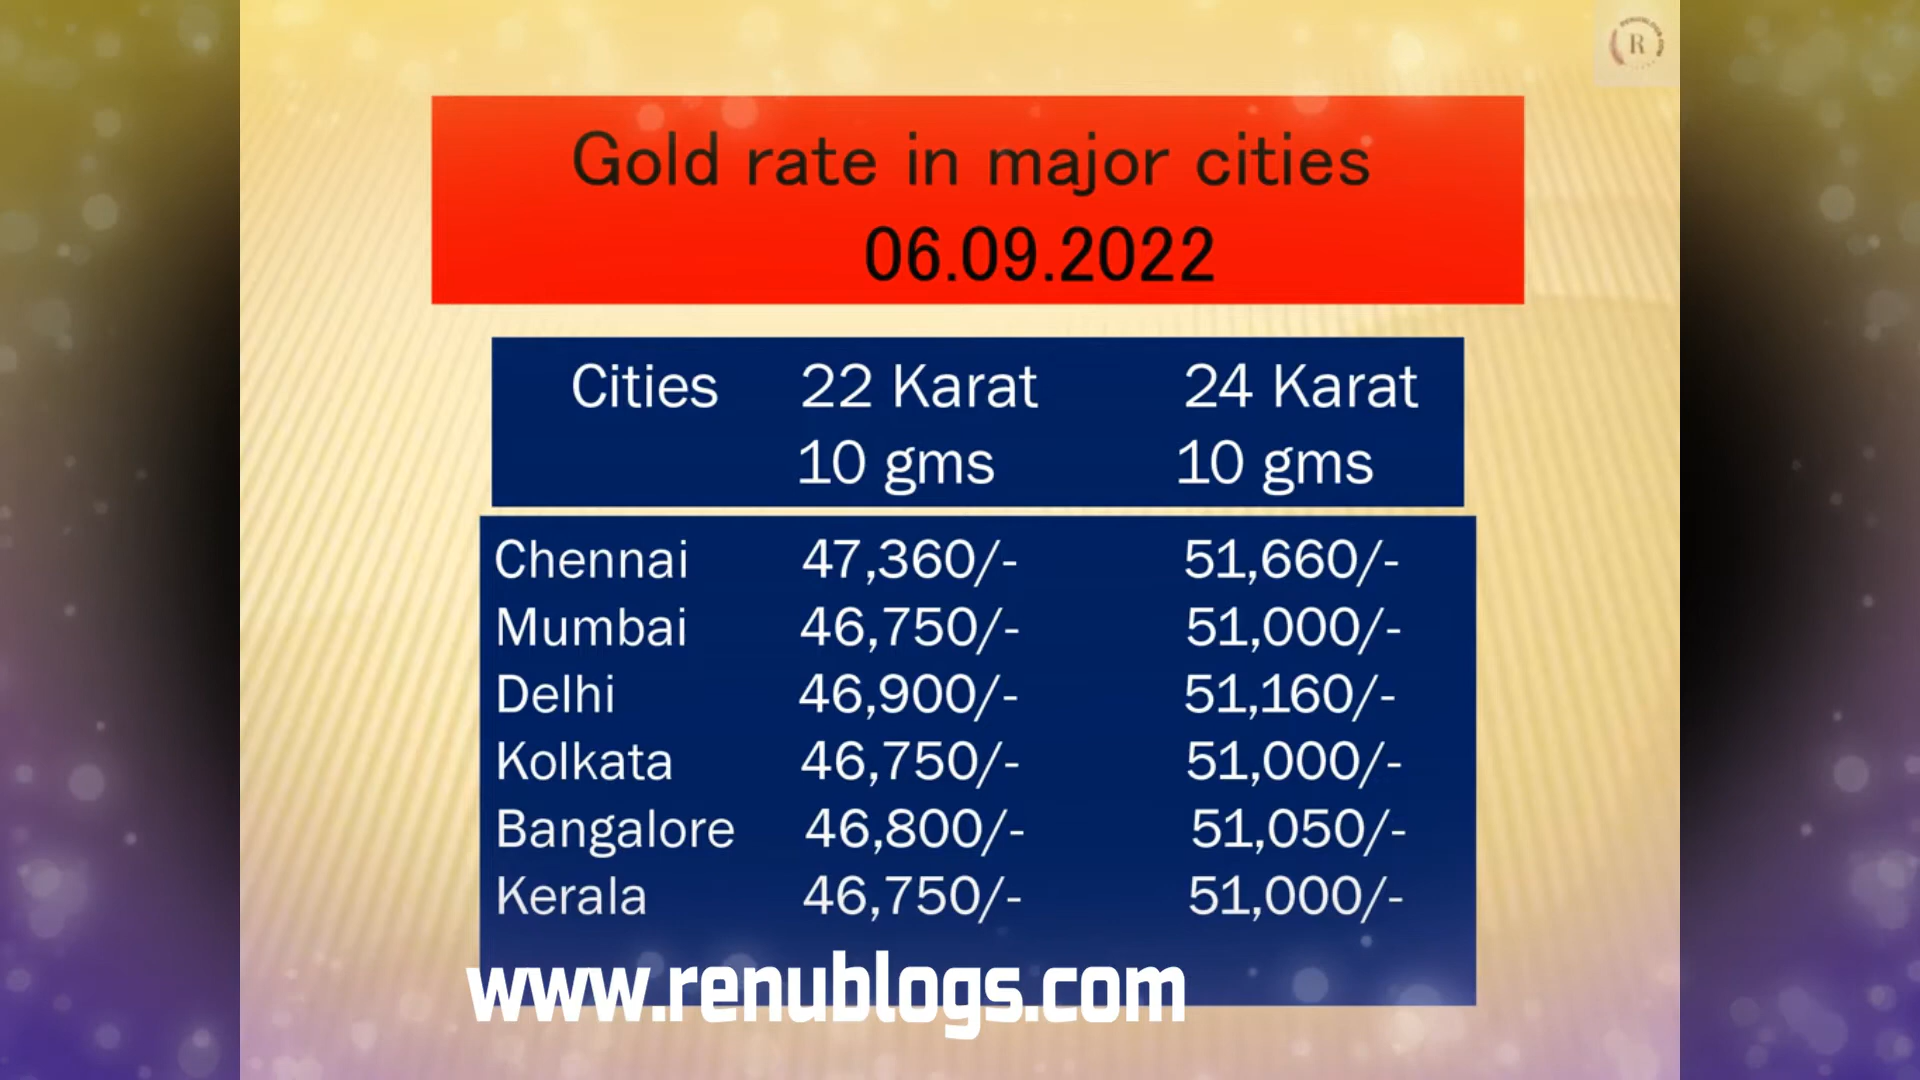 R
Gold rate in major cities
06.09.2022
Cities 22 Karat 24 Karat
10 gms 10 gms
Chennai 47,360/- 51,660/-
Mumbai 46,750/- 51,000/-
Delhi 46,900/- 51,160/-
Kolkata 46,750/- 51,000/-
Bangalore 46,800/- 51,050/-
Kerala 46,750/- 51,000/-
www.renublogs.com